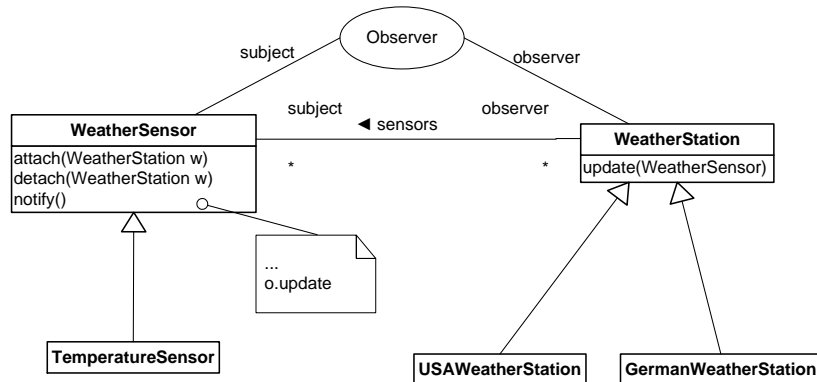 Observer
subject
observer
subject
observer
◄ sensors
WeatherSensor
WeatherStation
attach(WeatherStation w)
detach(WeatherStation w)
notify()
update(WeatherSensor)
*
*
...
o.update
TemperatureSensor
USAWeatherStation
GermanWeatherStation